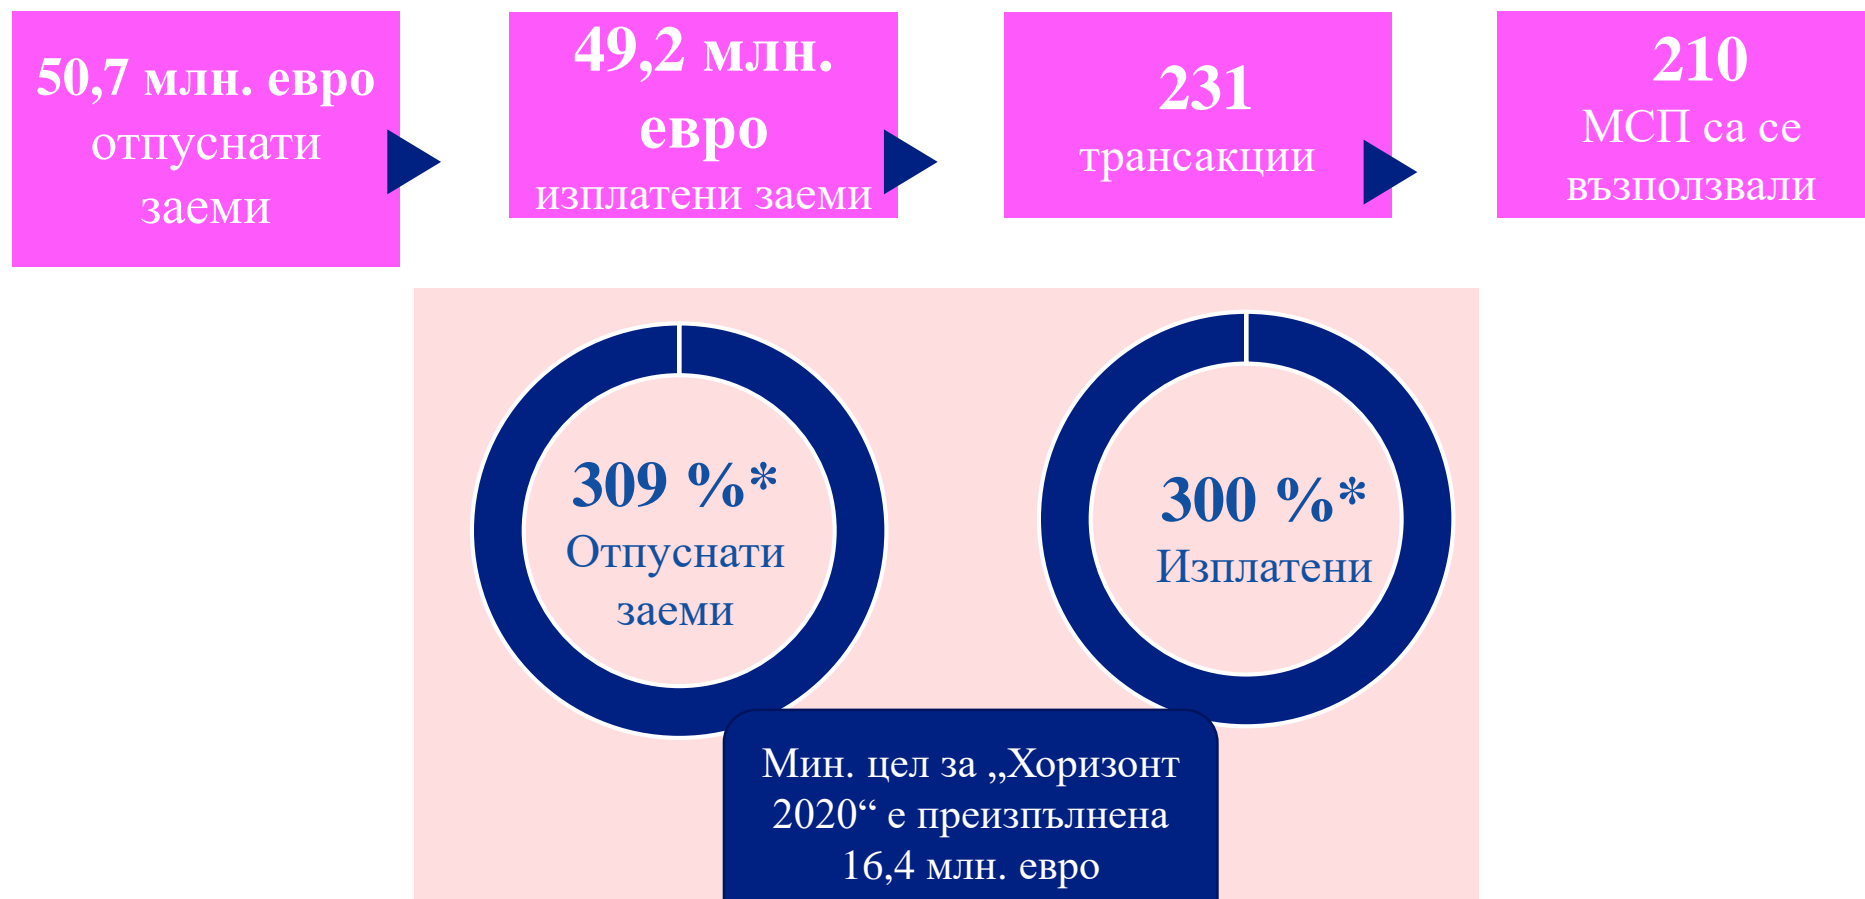 50,7 млн. евро
отпуснати
заеми
49,2 млн.
евро
изплатени заеми
231
трансакции
210
МСП са се
възползвали
309 %*
Отпуснати
заеми
300 %*
Изплатени
Мин. цел за „Хоризонт
2020“ е преизпълнена
16,4 млн. евро